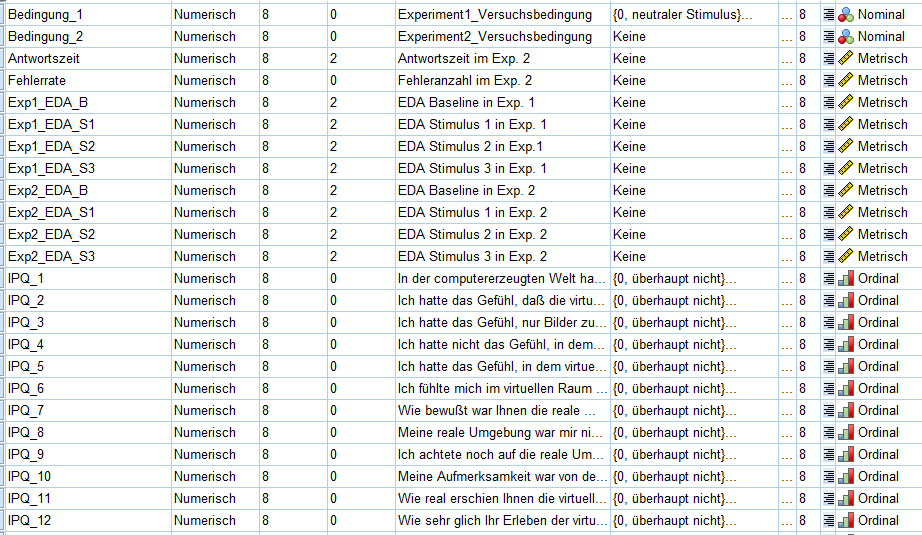 Bedingung_1 Numerisch 8 0 Experiment1_Versuchsbedingung {0, neutraler Stimulus}... ... 8 Nominal
Bedingung_2 Numerisch 8 0 Experiment2_Versuchsbedingung Keine ... 8 Nominal
Antwortszeit Numerisch 8 2 Antwortszeit im Exp. 2 Keine ... 8 Metrisch
Fehlerrate Numerisch 8 0 Fehleranzahl im Exp. 2 Keine ... 8 Metrisch
Exp1_EDA_B Numerisch 8 2 EDA Baseline in Exp. 1 Keine ... 8 Metrisch
Exp1_EDA_S1 Numerisch 8 2 EDA Stimulus 1 in Exp. 1 Keine ... 8 Metrisch
Exp1_EDA_S2 Numerisch 8 2 EDA Stimulus 2 in Exp.1 Keine ... 8 Metrisch
Exp1_EDA_S3 Numerisch 8 2 EDA Stimulus 3 in Exp. 1 Keine ... 8 Metrisch
Exp2_EDA_B Numerisch 8 2 EDA Baseline in Exp. 2 Keine ... 8 Metrisch
Exp2_EDA_S1 Numerisch 8 2 EDA Stimulus 1 in Exp. 2 Keine ... 8 Metrisch
Exp2_EDA_S2 Numerisch 8 2 EDA Stimulus 2 in Exp. 2 Keine ... 8 Metrisch
Exp2_EDA_S3 Numerisch 8 2 EDA Stimulus 3 in Exp. 2 Keine ... 8 Metrisch
IPQ_1 Numerisch 8 0 In der computererzeugten Welt ha... {0, überhaupt nicht}... ... 8 Ordinal
IPQ_2 Numerisch 8 0 Ich hatte das Gefühl, daß die virtu... {0, überhaupt nicht}... ... 8 Ordinal
IPQ_3 Numerisch 8 0 Ich hatte das Gefühl, nur Bilder zu... {0, überhaupt nicht}... ... 8 Ordinal
IPQ_4 Numerisch 8 0 Ich hatte nicht das Gefühl, in dem... {0, überhaupt nicht}... ... 8 Ordinal
IPQ_5 Numerisch 8 0 Ich hatte das Gefühl, in dem virtue... {0, überhaupt nicht}... ... 8 Ordinal
IPQ_6 Numerisch 8 0 Ich fühlte mich im virtuellen Raum ... {0, überhaupt nicht}... ... 8 Ordinal
IPQ_7 Numerisch 8 0 Wie bewußt war Ihnen die reale ... {0, überhaupt nicht}... ... 8 Ordinal
IPQ_8 Numerisch 8 0 Meine reale Umgebung war mir ni... {0, überhaupt nicht}... ... 8 Ordinal
IPQ_9 Numerisch 8 0 Ich achtete noch auf die reale Um... {0, überhaupt nicht}... ... 8 Ordinal
IPQ_10 Numerisch 8 0 Meine Aufmerksamkeit war von de... {0, überhaupt nicht}... ... 8 Ordinal
IPQ_11 Numerisch 8 0 Wie real erschien Ihnen die virtuell... {0, überhaupt nicht}... ... 8 Ordinal
IPQ_12 Numerisch 8 0 Wie sehr glich Ihr Erleben der virtu... {0, überhaupt nicht}... ... 8 Ordinal